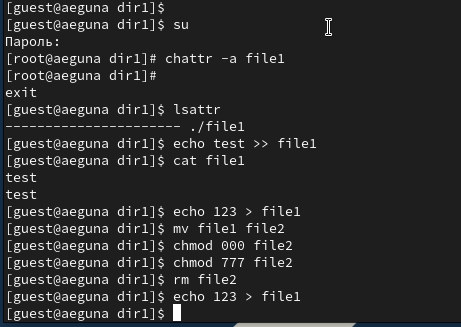 [guest@aeguna dir1]$
[guest@aeguna dir1]$ su
Пароль:
[root@aeguna dir1]# chattr -a file1
[root@aeguna dir1]#
exit
[guest@aeguna dir1]$ lsattr
---------------------- ./file1
[guest@aeguna dir1]$ echo test >> file1
[guest@aeguna dir1]$ cat file1
test
test
[guest@aeguna dir1]$ echo 123 > file1
[guest@aeguna dir1]$ mv file1 file2
[guest@aeguna dir1]$ chmod 000 file2
[guest@aeguna dir1]$ chmod 777 file2
[guest@aeguna dir1]$ rm file2
[guest@aeguna dir1]$ echo 123 > file1
[guest@aeguna dir1]$